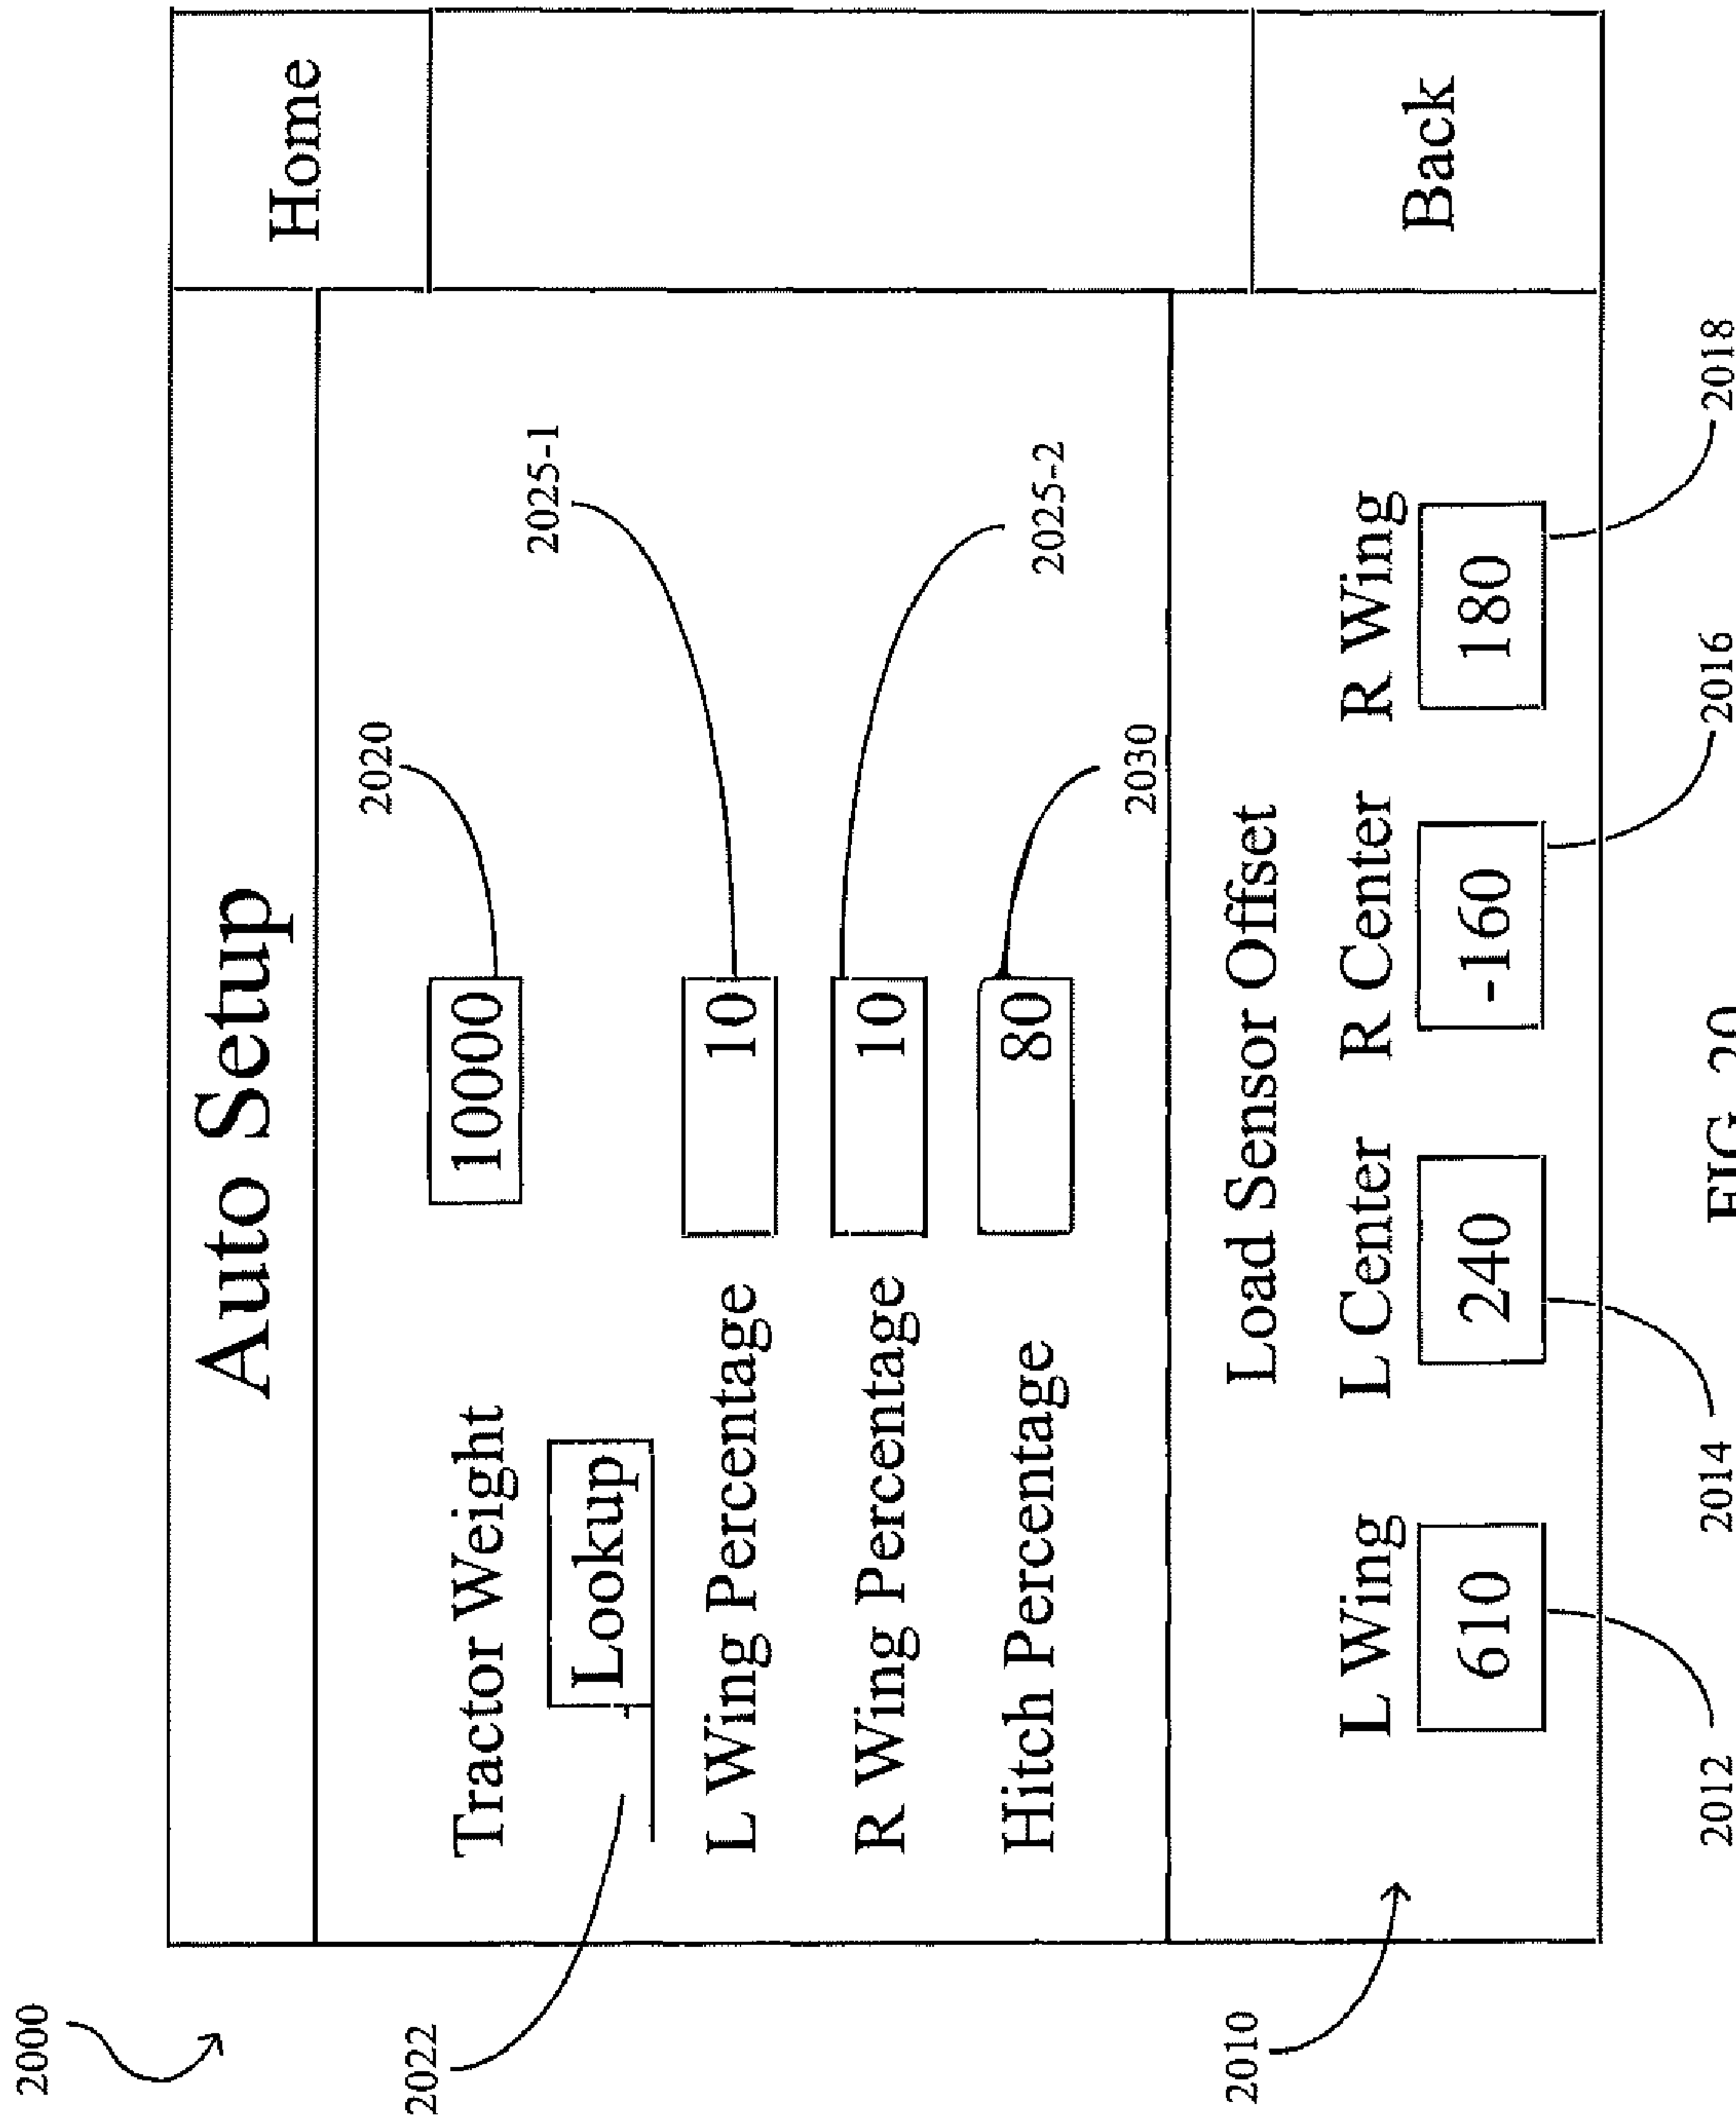 2000
Auto Setup
Home
Tractor Weight 10000
2020
Lookup
2022
L Wing Percentage 10
2025-1
R Wing Percentage 10
2025-2
Hitch Percentage 80
2030
Load Sensor Offset
2010
L Wing L Center R Center R Wing
610 240 -160 180
Back
2012 2014 2016 2018
FIG. 20